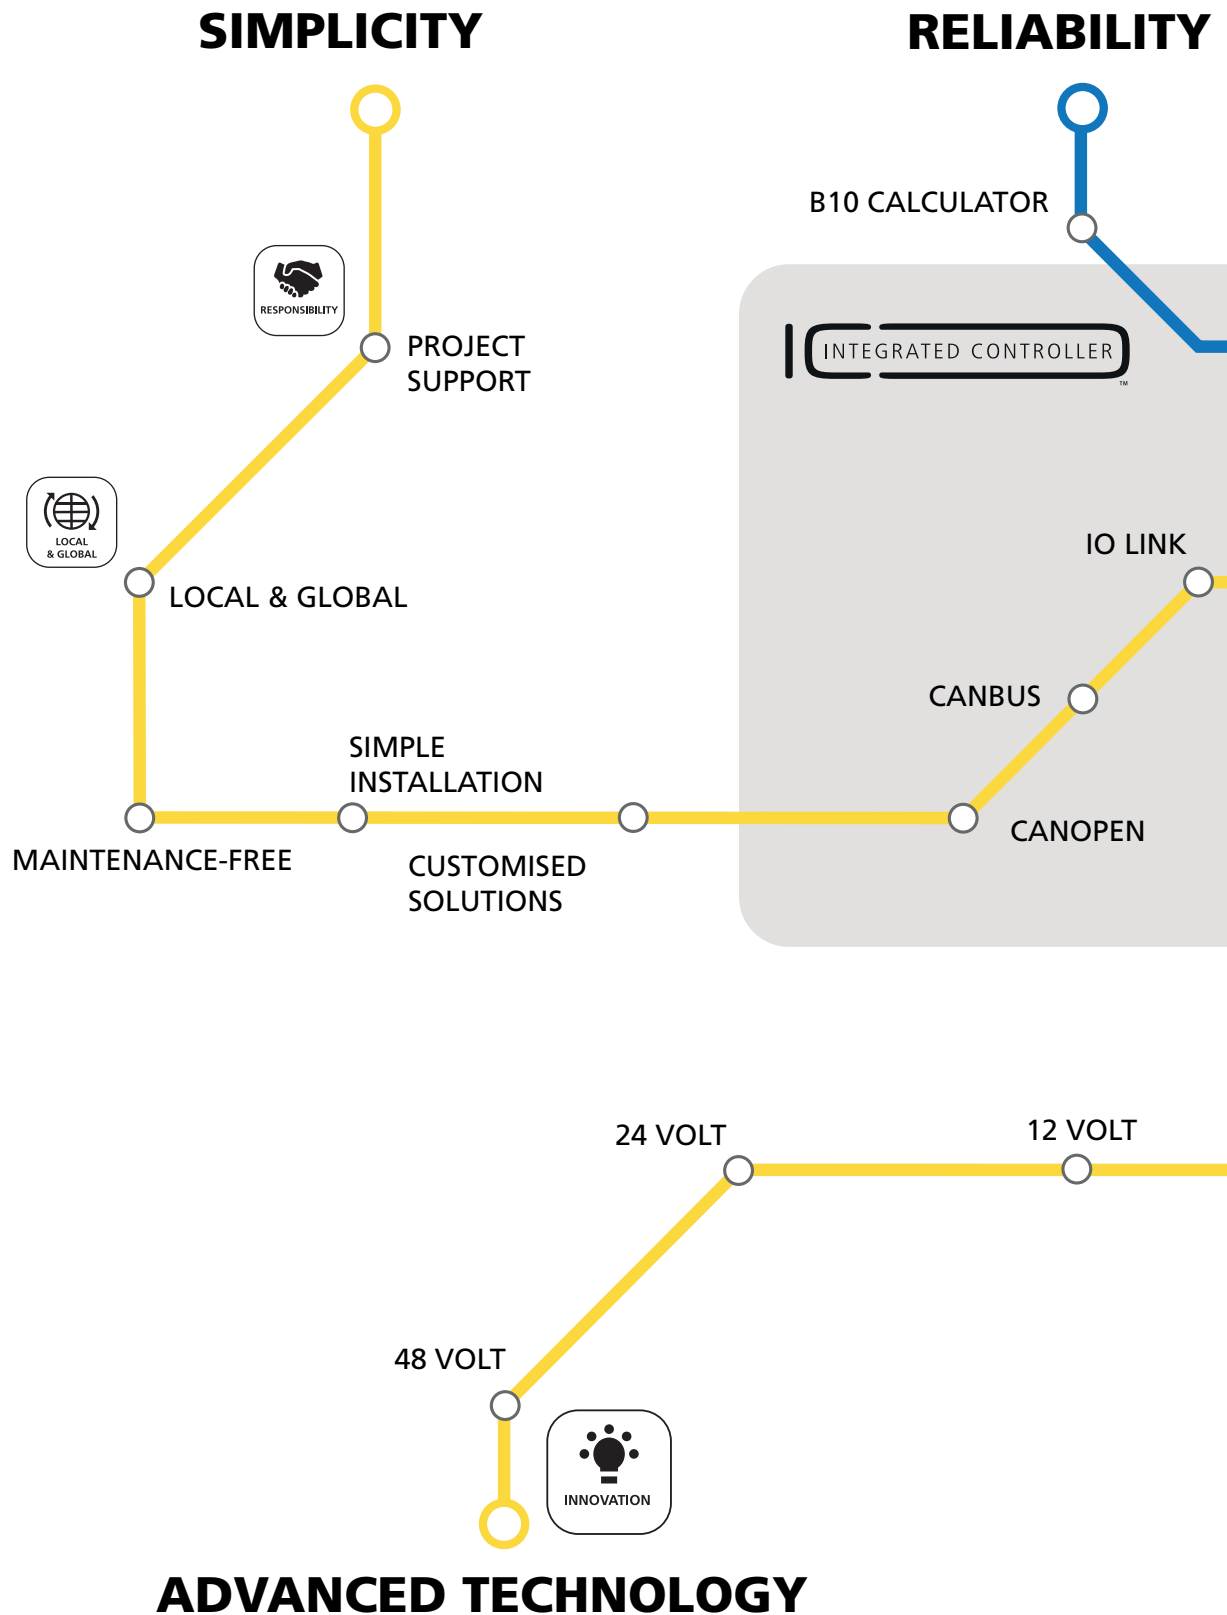 SIMPLICITY
RELIABILITY
B10 CALCULATOR
RESPONSIBILITY
PROJECT
SUPPORT
INTEGRATED CONTROLLER
TM
LOCAL
& GLOBAL
LOCAL & GLOBAL
IO LINK
CANBUS
SIMPLE
INSTALLATION
CANOPEN
MAINTENANCE-FREE
CUSTOMISED
SOLUTIONS
24 VOLT
12 VOLT
48 VOLT
INNOVATION
ADVANCED TECHNOLOGY